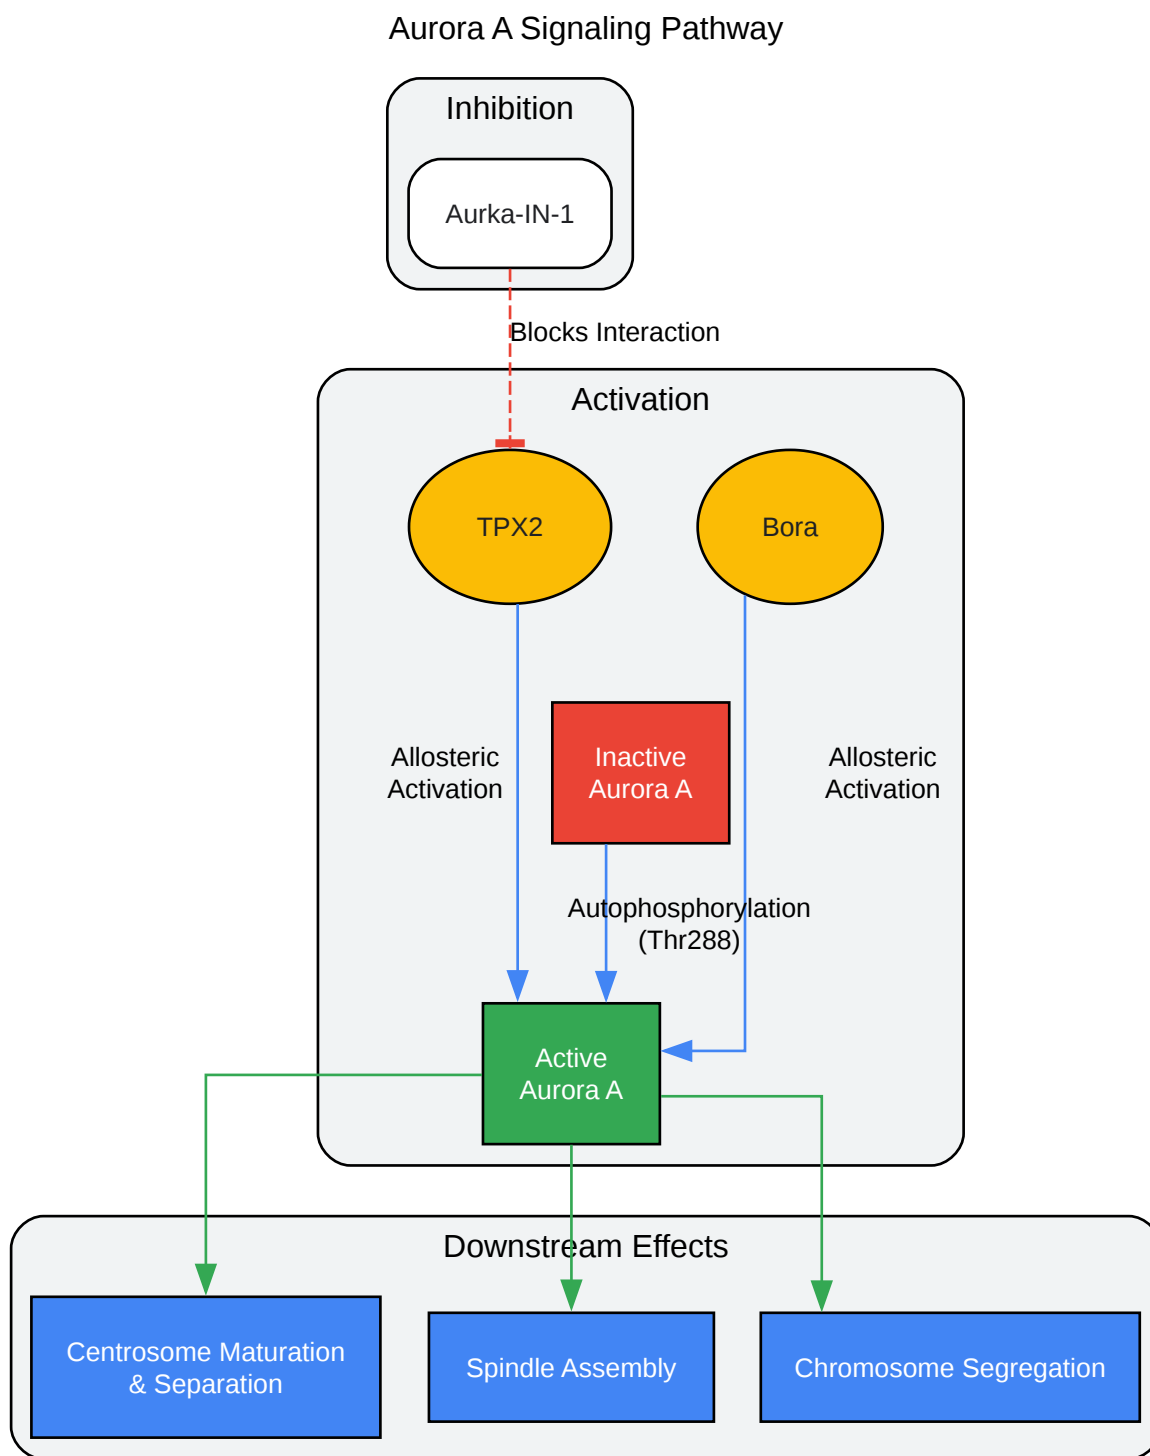 Aurora A Signaling Pathway
Inhibition
Aurka-IN-1
Blocks Interaction
Activation
TPX2
Bora
Allosteric
Activation
Inactive
Aurora A
Allosteric
Activation
Autophosphorylation
(Thr288)
Active
Aurora A
Downstream Effects
Centrosome Maturation
& Separation
Spindle Assembly
Chromosome Segregation